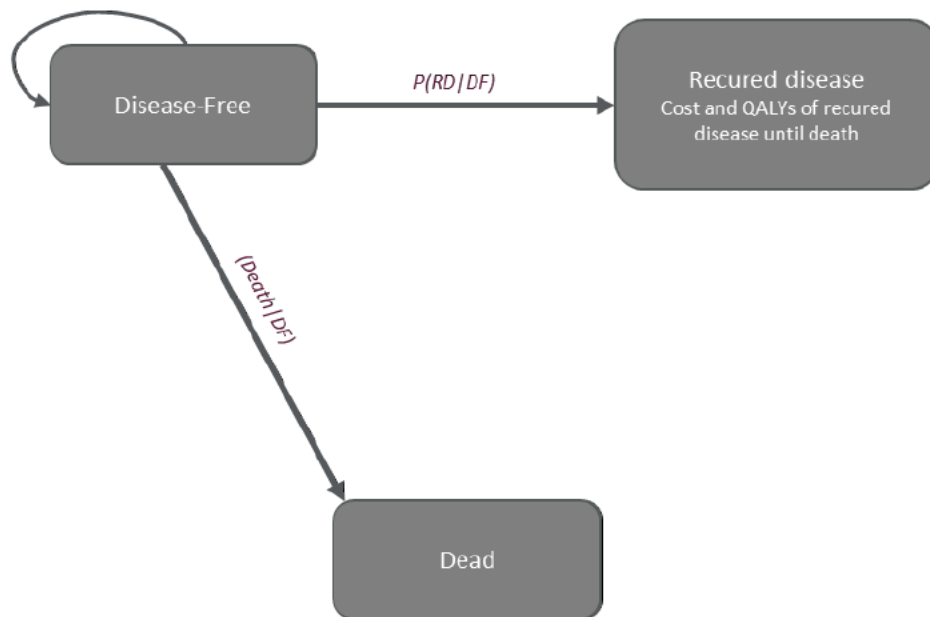 P(RD|DF)
Disease-Free
Recured disease
Cost and QALYs of recured
disease until death
(Death|DF)
Dead